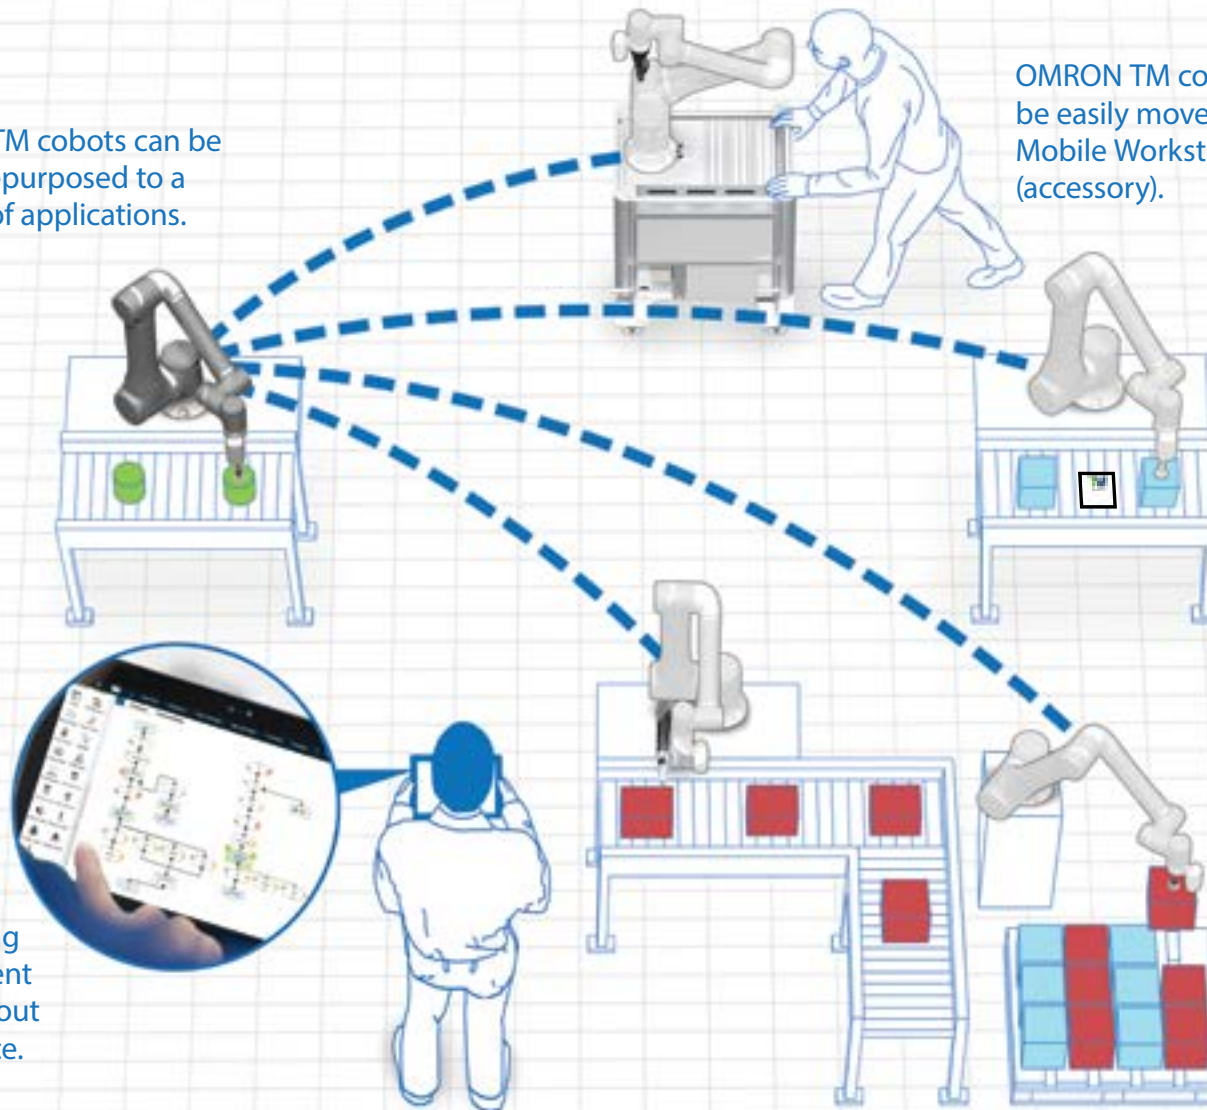 TM cobots can be
purposed to a
of applications.
OMRON TM co
be easily move
Mobile Workst
(accessory).
g
ent
out
e.